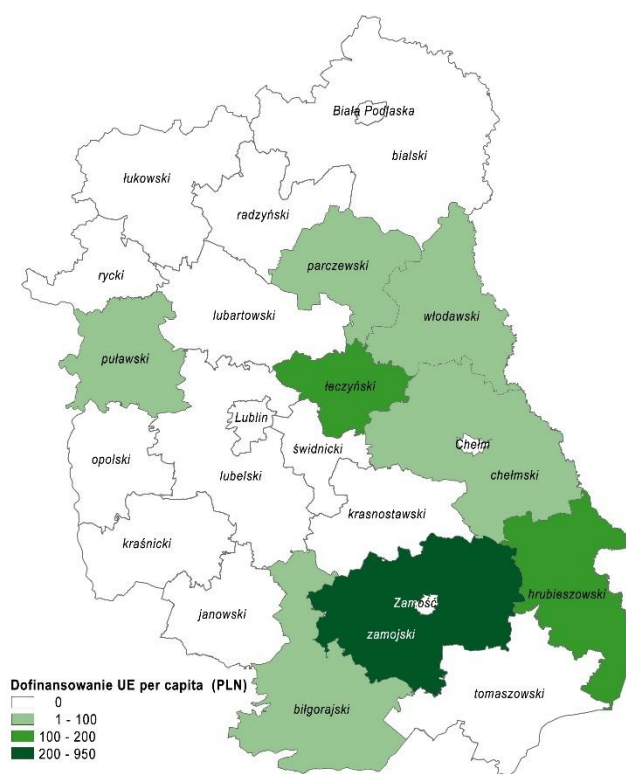 Biała Podlaska
bialski
łukowski
radzyński
parczewski
rycki
lubartowski
włodawski
puławski
łęczyński
Lublin
świdnicki
Chełm
opolski
lubelski
chełmski
krasnostawski
kraśnicki
hrubieszowski
Zamość
janowski
zamojski
tomaszowski
biłgorajski
Dofinansowanie UE per capita (PLN)
0
1 - 100
100 - 200
200 - 950